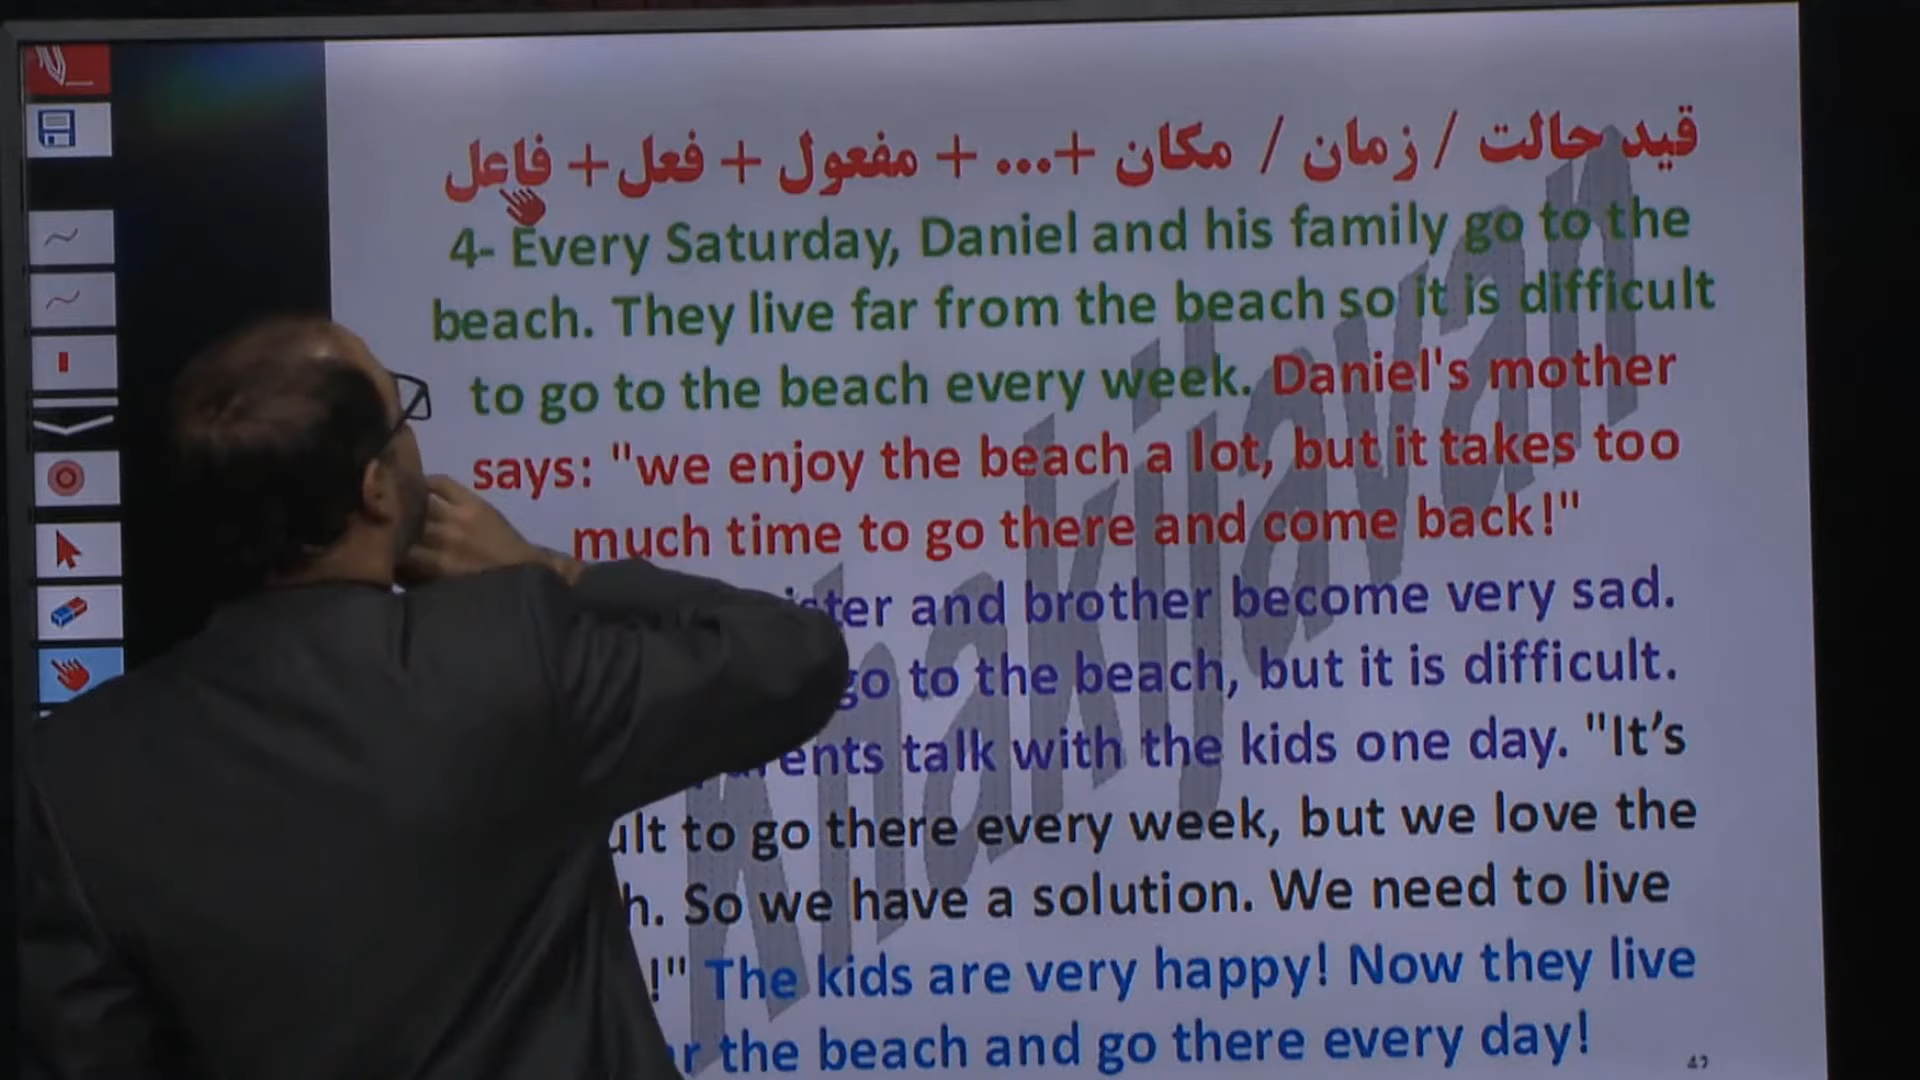 فاعل + فعل + مفعول + ...+ مکان / زمان / قید حالت
4- Every Saturday, Daniel and his family go to the
beach. They live far from the beach so it is difficult
to go to the beach every week. Daniel's mother
says: "we enjoy the beach a lot, but it takes too
much time to go there and come back!"
and brother become very sad.
go to the beach, but it is difficult.
talk with the kids one day. "It's
to go there every week, but we love the
So we have a solution. We need to live
!" The kids are very happy! Now they live
the beach and go there every day!
khakijavan